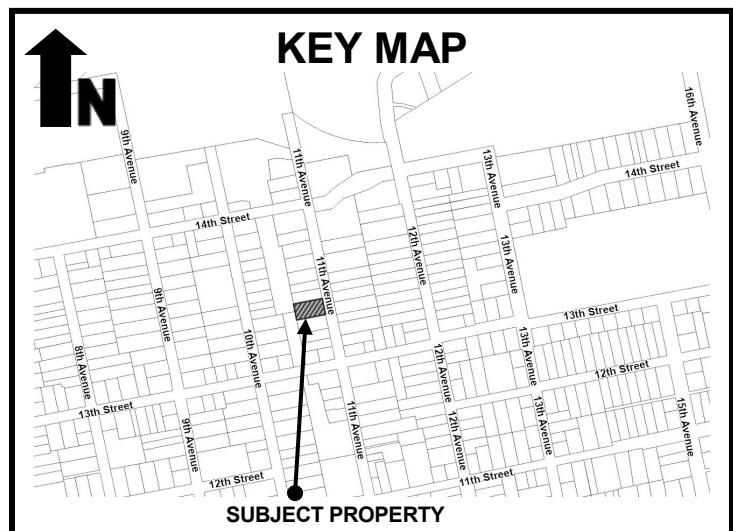 KEY MAP
N
16th Avenue
9th Avenue
11th Avenue
13th Avenue
14th Street
14th Street
12th Avenue
13th Avenue
11th Avenue
9th Avenue
10th Avenue
13th Street
8th Avenue
12th Avenue
13th Avenue
12th Street
13th Street
11th Avenue
13th Avenue
15th Avenue
9th Avenue
12th Avenue
12th Street
11th Street
SUBJECT PROPERTY